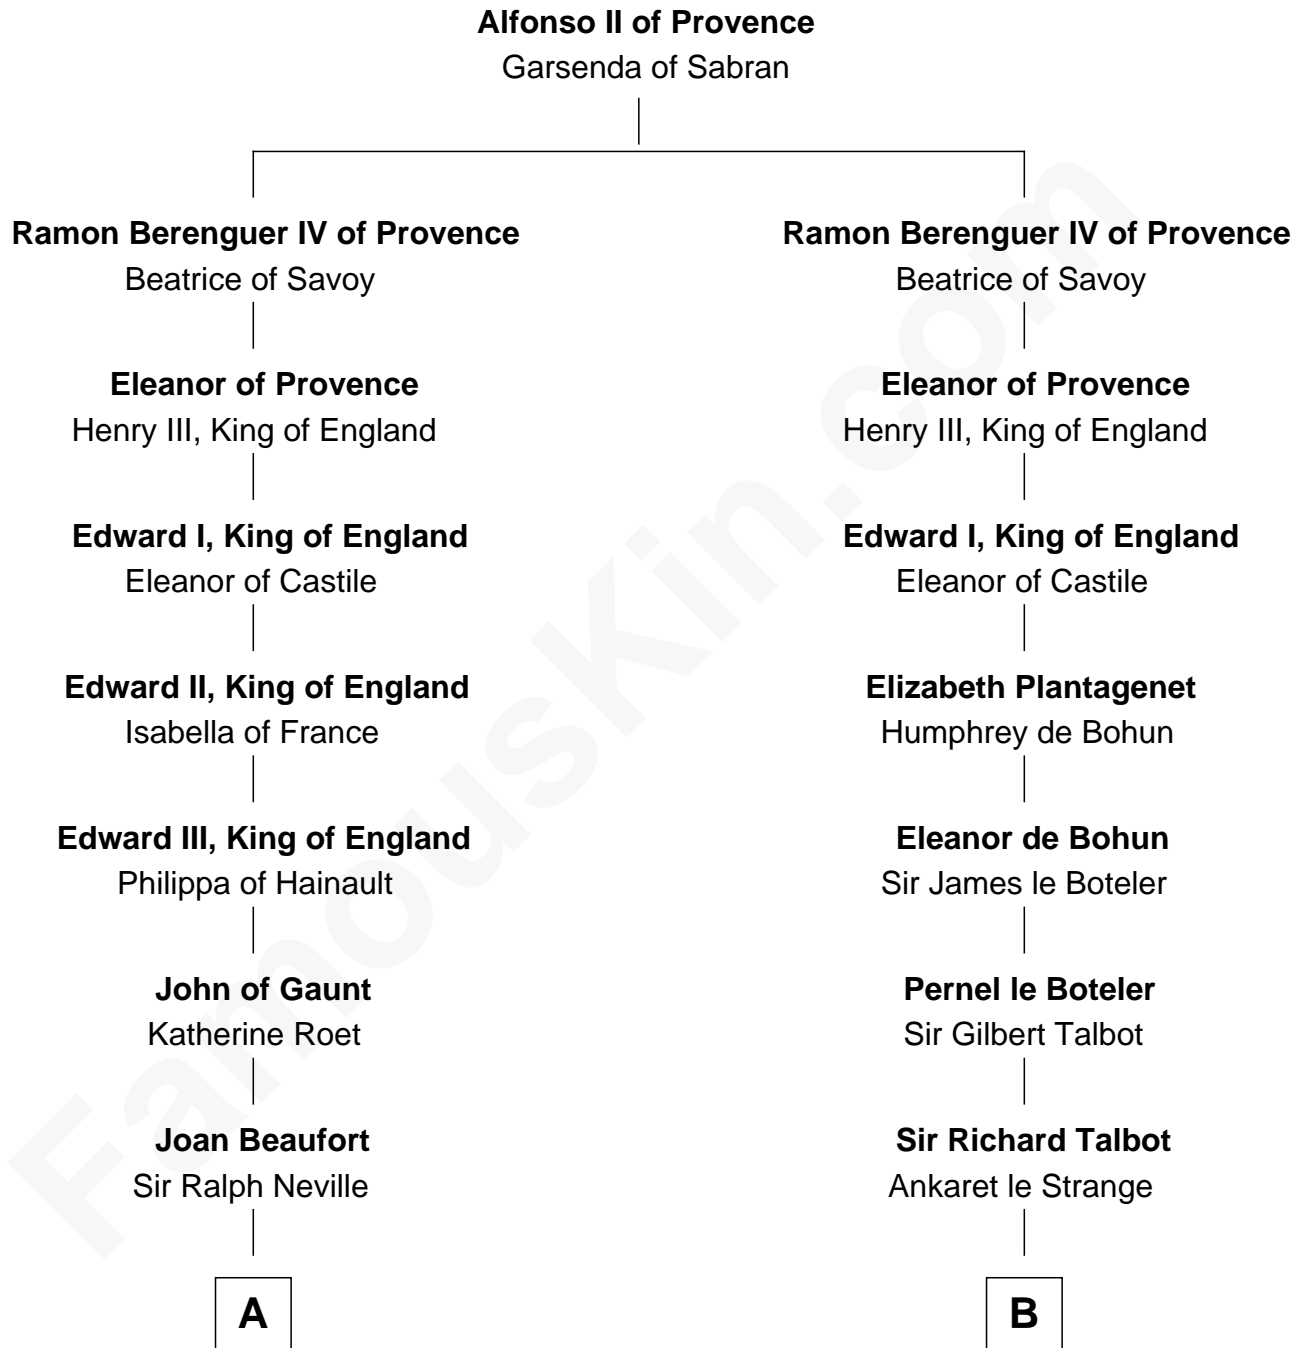 Alfonso II of Provence
Garsenda of Sabran
Ramon Berenguer IV of Provence
Beatrice of Savoy
Eleanor of Provence
Henry III, King of England
Edward I, King of England
Eleanor of Castile
Edward II, King of England
Isabella of France
Edward III, King of England
Philippa of Hainault
John of Gaunt
Katherine Roet
Joan Beaufort
Sir Ralph Neville
A
Ramon Berenguer IV of Provence
Beatrice of Savoy
Eleanor of Provence
Henry III, King of England
Edward I, King of England
Eleanor of Castile
Elizabeth Plantagenet
Humphrey de Bohun
Eleanor de Bohun
Sir James le Boteler
Pernel le Boteler
Sir Gilbert Talbot
Sir Richard Talbot
Ankaret le Strange
B
FamousKin.com